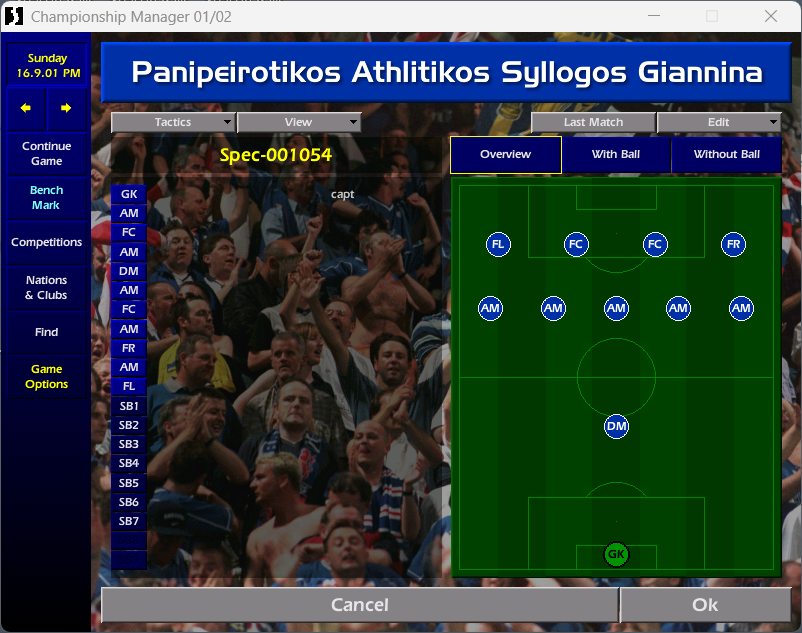 Championship Manager 01/02
Sunday
16.9.01 PM
Panipeirotikos Athlitikos Syllogos Giannina
Tactics View Last Match Edit
Continue
Game
Bench
Mark
Competitions
Nations
& Clubs
Find
Game
Options
Spec-001054
Overview With Ball Without Ball
GK capt
AM
FC
AM
DM
AM
FC
AM
FR
AM
FL
SB1
SB2
SB3
SB4
SB5
SB6
SB7
FL FC FC FR
AM AM AM AM AM
DM
GK
Cancel Ok